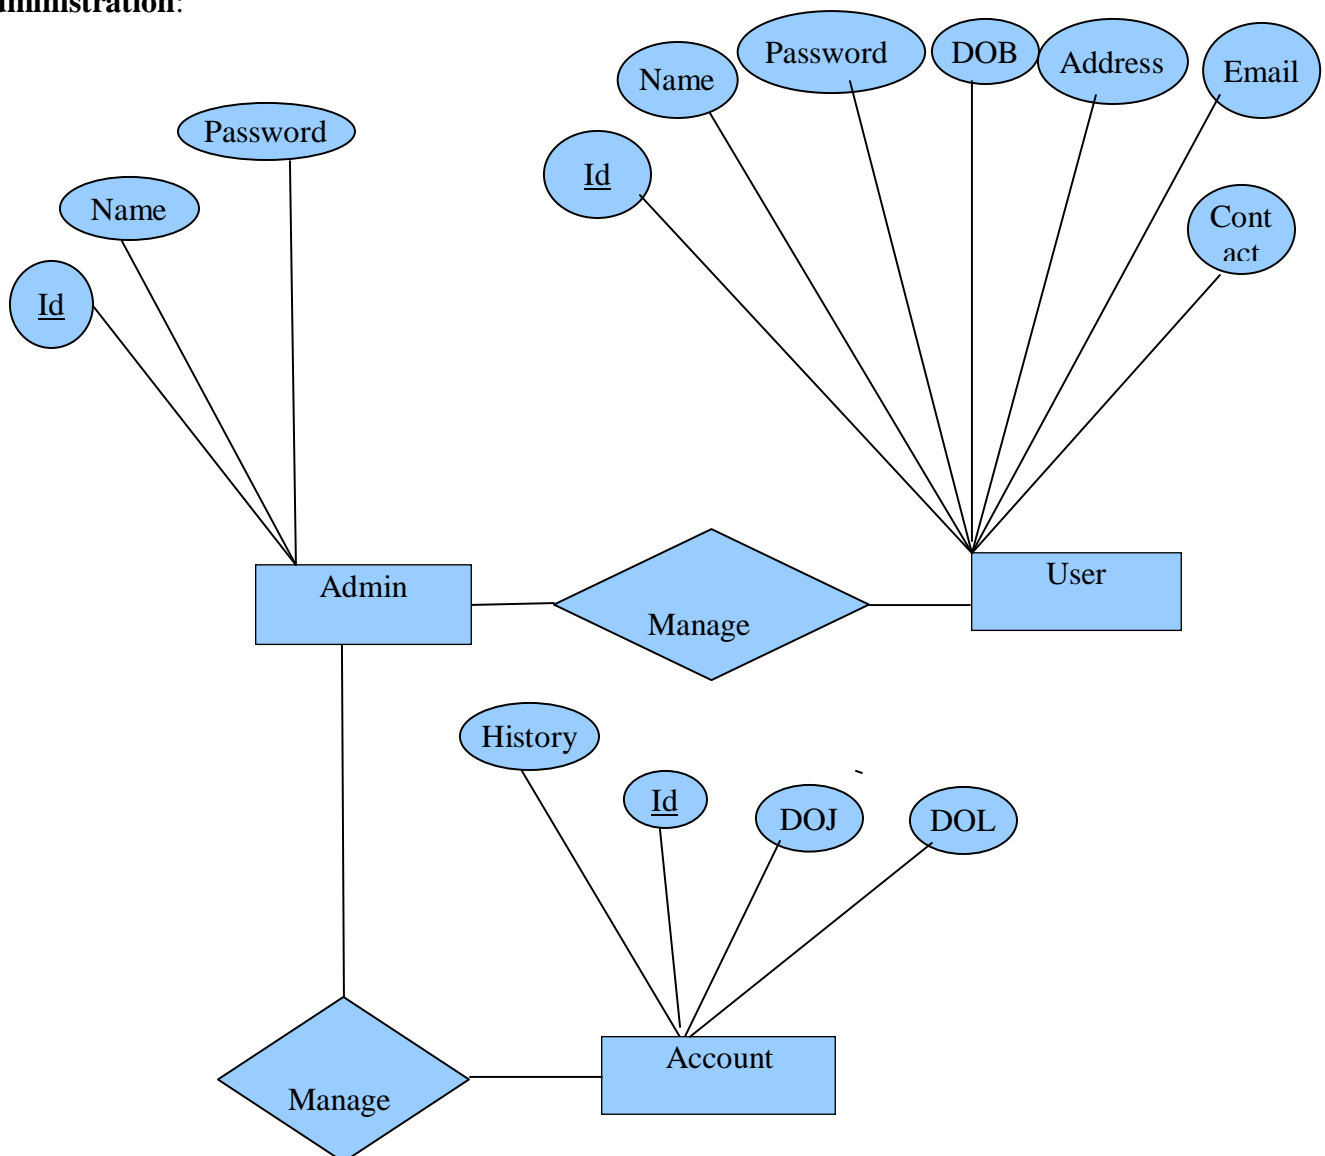 ministration:
Password
Name
Id
Name
Password
DOB
Address
Email
Id
Cont
act
Admin
Manage
User
History
Id
DOJ
DOL
Manage
Account